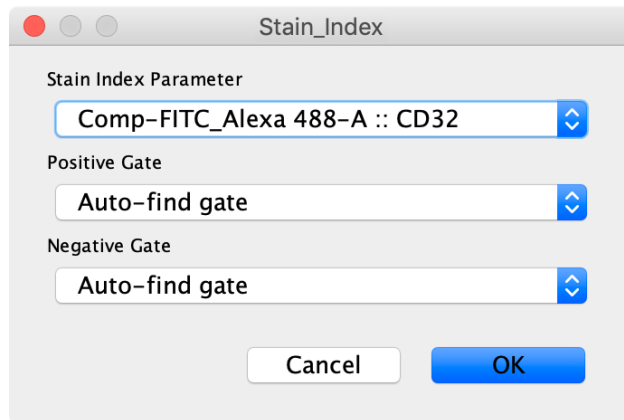 Stain_Index
Stain Index Parameter
Comp-FITC_Alexa 488-A :: CD32
Positive Gate
Auto-find gate
Negative Gate
Auto-find gate
Cancel OK